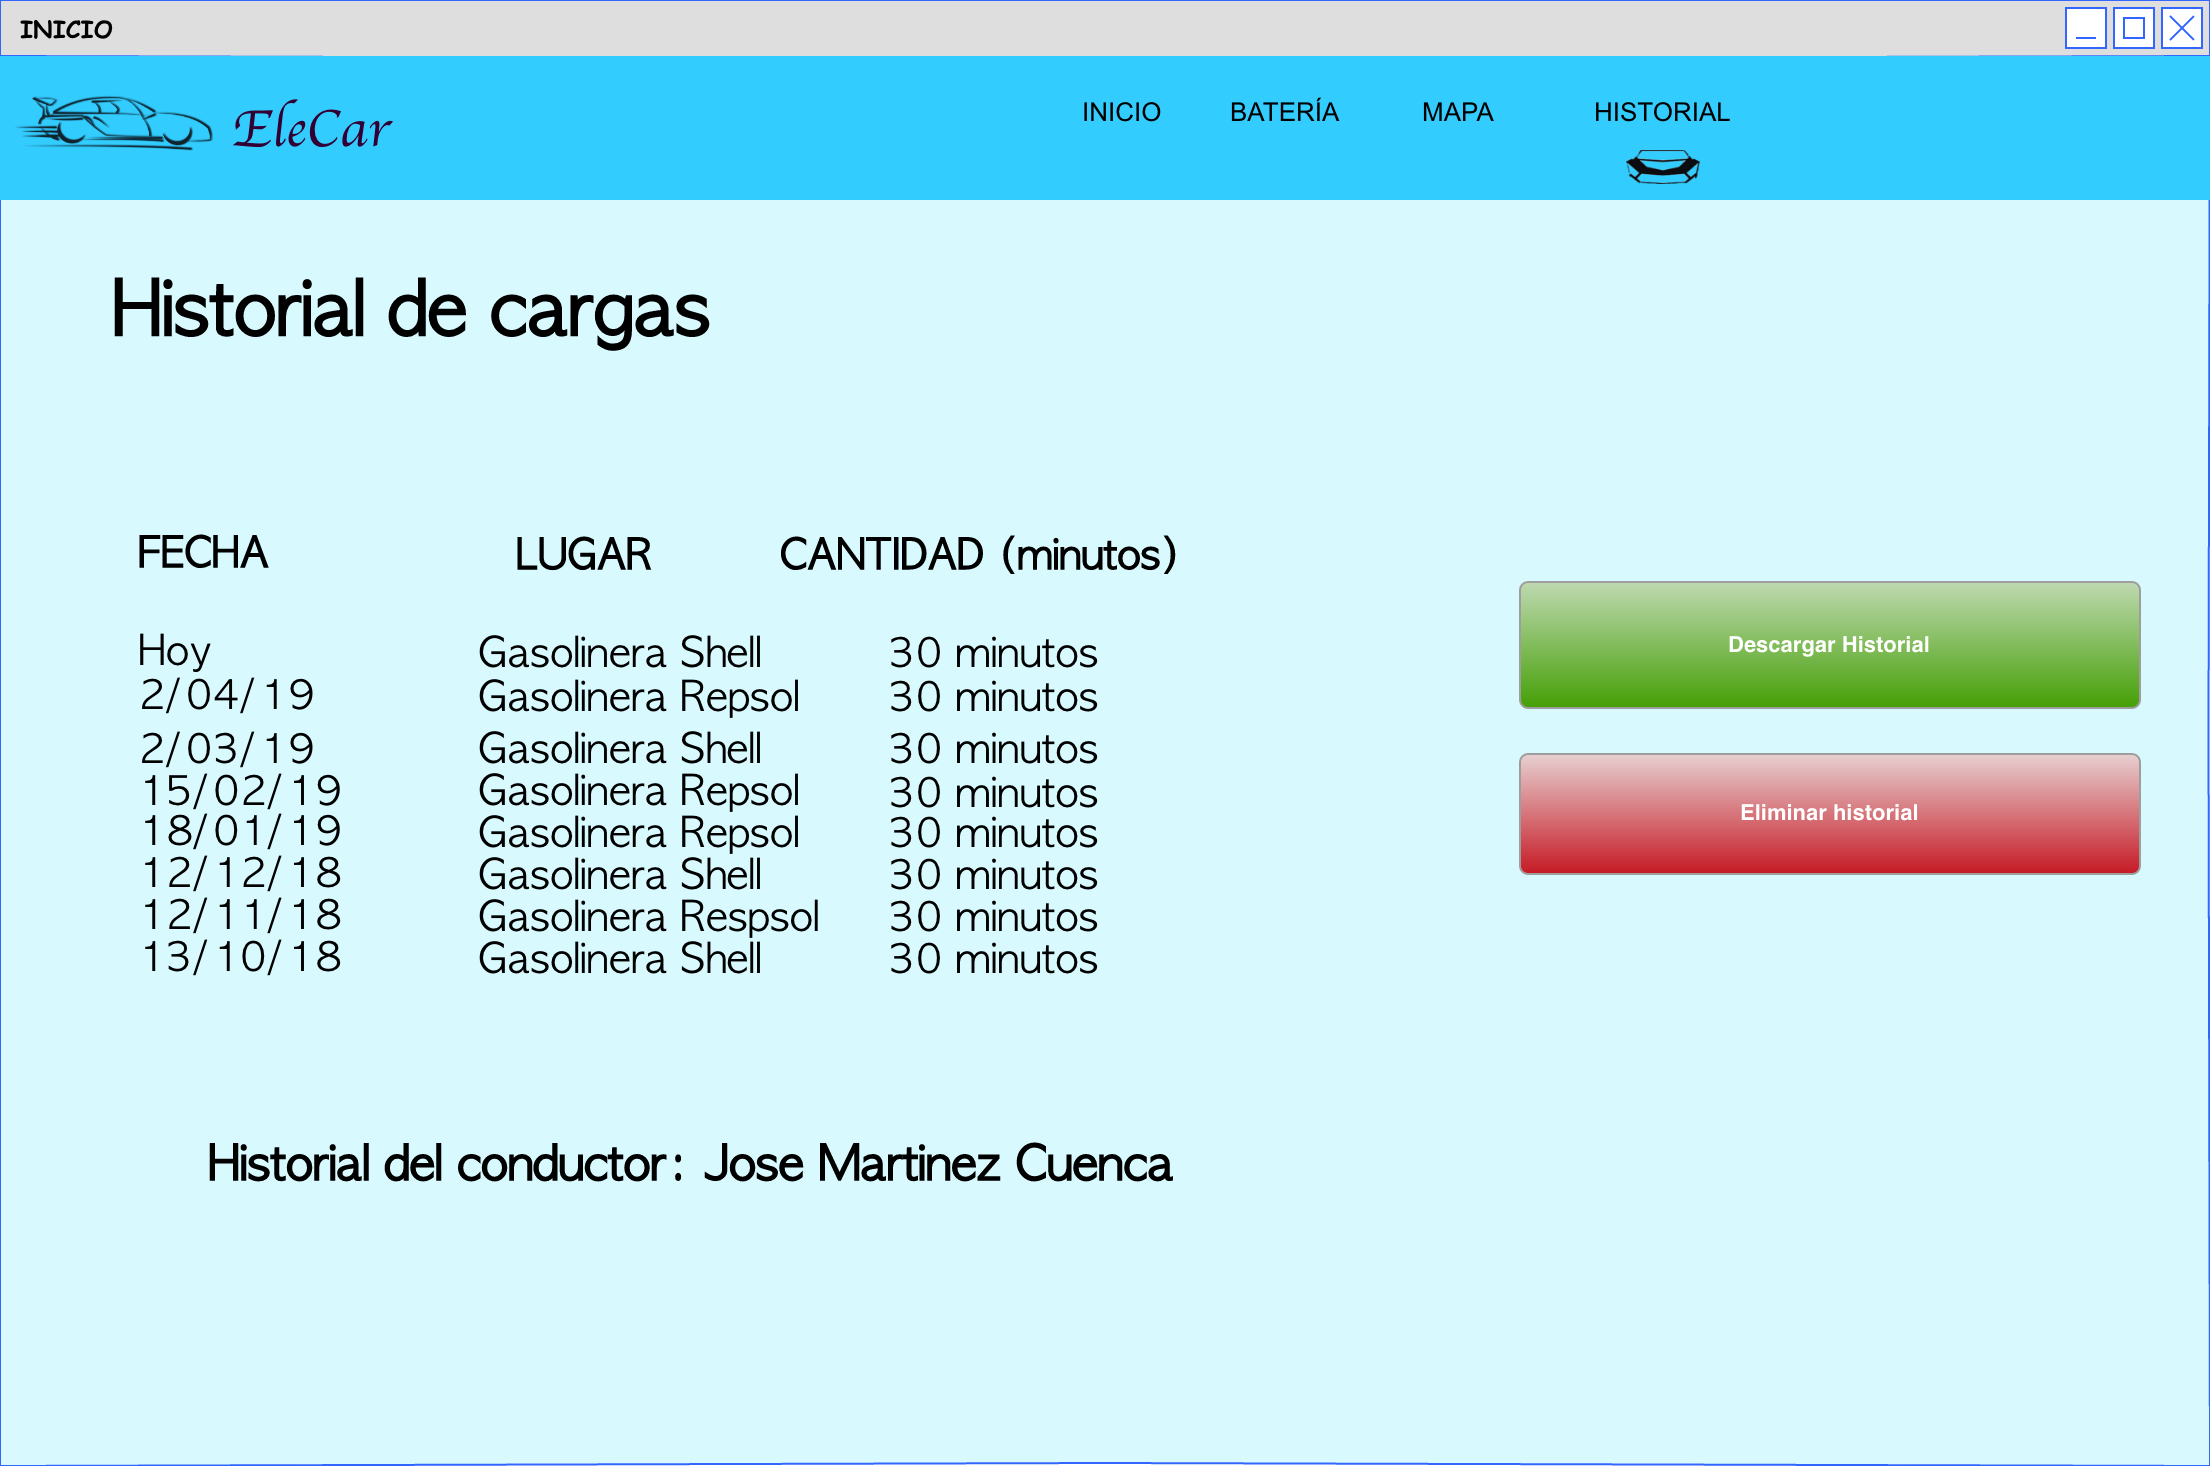 INICIO
EleCar
INICIO BATERÍA MAPA HISTORIAL
Historial de cargas
FECHA LUGAR CANTIDAD (minutos)
Hoy Gasolinera Shell 30 minutos
2/04/19 Gasolinera Repsol 30 minutos
2/03/19 Gasolinera Shell 30 minutos
15/02/19 Gasolinera Repsol 30 minutos
18/01/19 Gasolinera Repsol 30 minutos
12/12/18 Gasolinera Shell 30 minutos
12/11/18 Gasolinera Respsol 30 minutos
13/10/18 Gasolinera Shell 30 minutos
Descargar Historial
Eliminar historial
Historial del conductor: Jose Martinez Cuenca